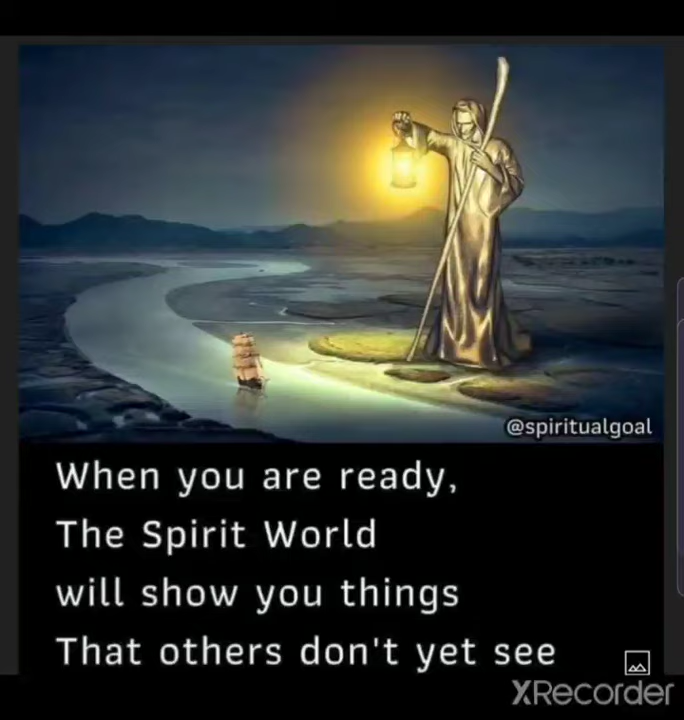 @spiritualgoal
When you are ready,
The Spirit World
will show you things
That others don't yet see
XRecorder